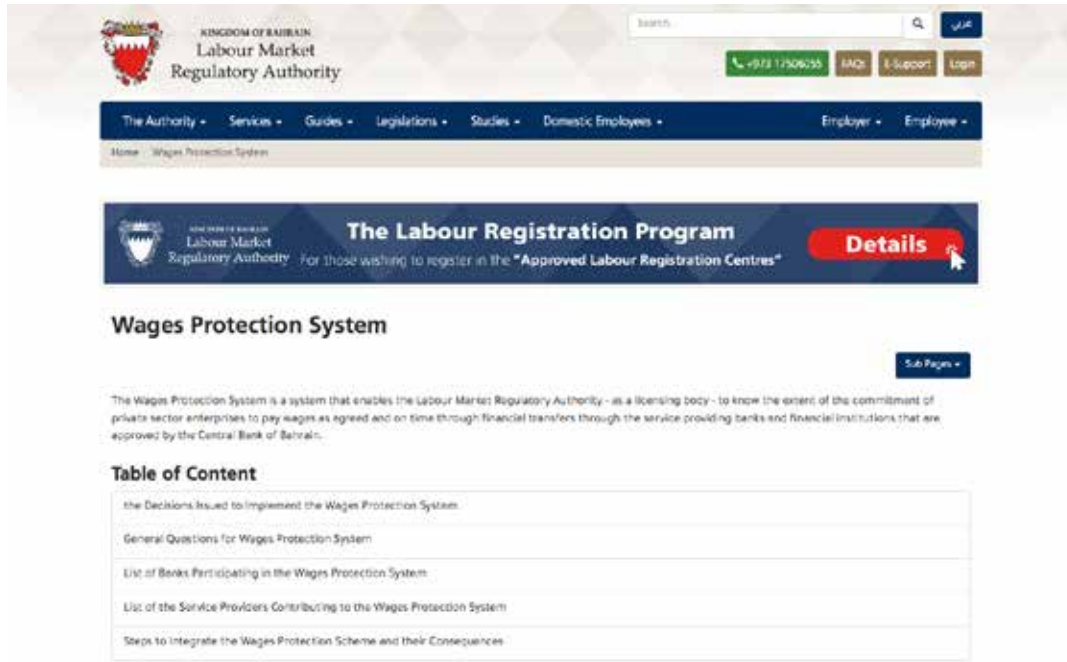 Search...
عربي
KINGDOM OF BAHRAIN
Labour Market
Regulatory Authority
+973 17506055 FAQs E-Support Login
The Authority Services Guides Legislations Studies Domestic Employees Employer Employee
Home Wages Protection System
KINGDOM OF BAHRAIN
Labour Market
Regulatory Authority
The Labour Registration Program
For those wishing to register in the "Approved Labour Registration Centres"
Details
Wages Protection System
Sub Pages
The Wages Protection System is a system that enables the Labour Market Regulatory Authority - as a licensing body - to know the extent of the commitment of
private sector enterprises to pay wages as agreed and on time through financial transfers through the service providing banks and financial institutions that are
approved by the Central Bank of Bahrain.
Table of Content
the Decisions Issued to Implement the Wages Protection System
General Questions for Wages Protection System
List of Banks Participating in the Wages Protection System
List of the Service Providers Contributing to the Wages Protection System
Steps to Integrate the Wages Protection Scheme and their Consequences